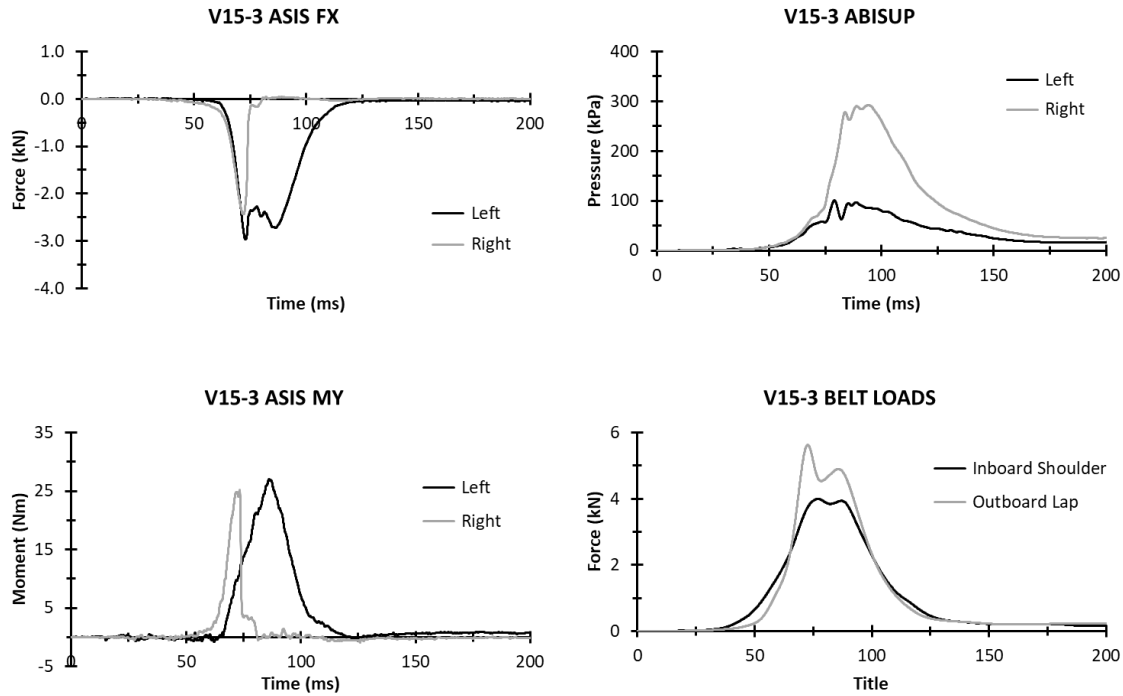 V15-3 ASIS FX
1.0
0.0
-1.0
-2.0
-3.0
-4.0
0
50
100
150
200
Force (kN)
Time (ms)
Left
Right
V15-3 ABISUP
400
300
200
100
0
0
50
100
150
200
Pressure (kPa)
Time (ms)
Left
Right
V15-3 ASIS MY
35
25
15
5
-5
0
50
100
150
200
Moment (Nm)
Time (ms)
Left
Right
V15-3 BELT LOADS
6
4
2
0
0
50
100
150
200
Force (kN)
Title
Inboard Shoulder
Outboard Lap